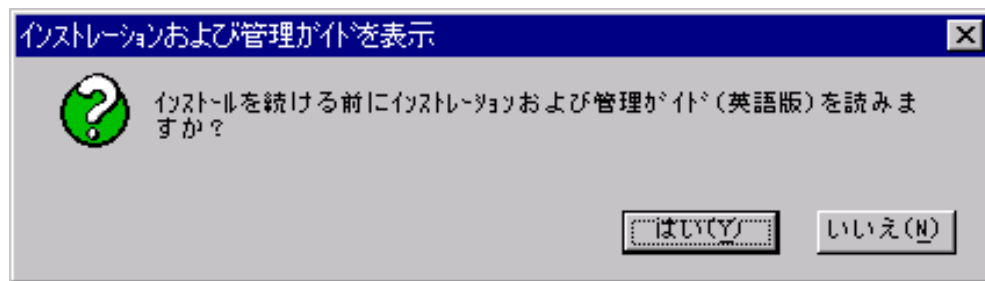 ｲﾝｽﾄﾚｰｼｮﾝおよび管理ｶﾞｲﾄﾞを表示
ｲﾝｽﾄｰﾙを続ける前にｲﾝｽﾄﾚｰｼｮﾝおよび管理ｶﾞｲﾄﾞ(英語版)を読みま
すか？
はい(Y)
いいえ(N)